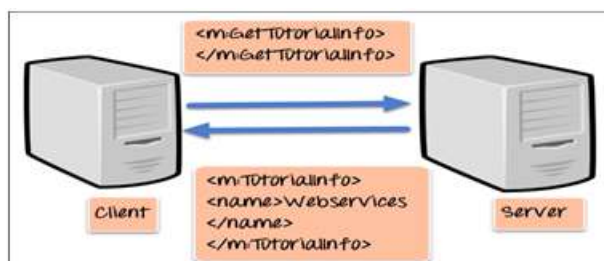 <m:GetTutorialInfo>
</m:GetTutorialInfo>
Client
Server
<m:TutorialInfo>
<name>Webservices
</name>
</m:TutorialInfo>